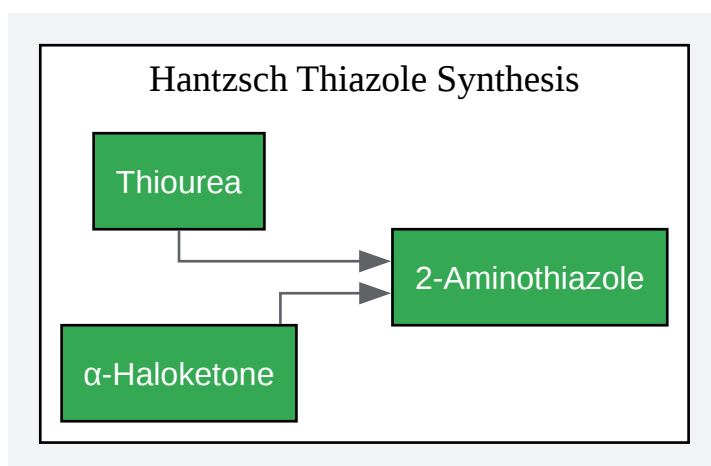 Hantzsch Thiazole Synthesis
Thiourea
2-Aminothiazole
α-Haloketone